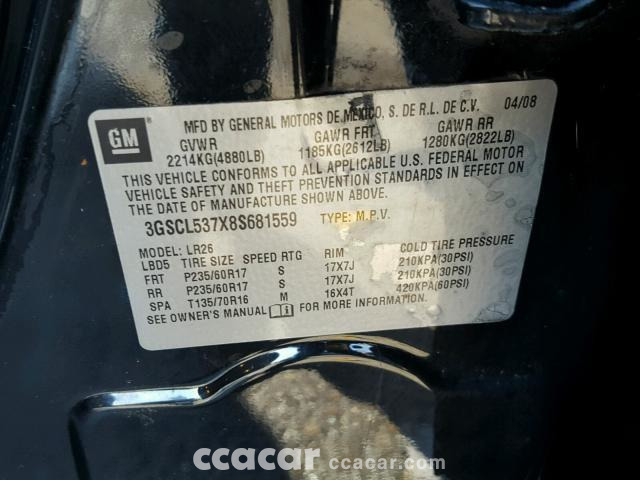 GM
MFD BY GENERAL MOTORS DE MEXICO, S. DE R.L. DE C.V. 04/08
GVWR GAWR FRT GAWR RR
2214KG(4880LB) 1185KG(2612LB) 1280KG(2822LB)
THIS VEHICLE CONFORMS TO ALL APPLICABLE U.S. FEDERAL MOTOR
VEHICLE SAFETY AND THEFT PREVENTION STANDARDS IN EFFECT ON
THE DATE OF MANUFACTURE SHOWN ABOVE.
3GSCL537X8S681559 TYPE: M.P.V.
MODEL: LR26
LBD5 TIRE SIZE SPEED RTG RIM COLD TIRE PRESSURE
FRT P235/60R17 S 17X7J 210KPA(30PSI)
RR P235/60R17 S 17X7J 210KPA(30PSI)
SPA T135/70R16 M 16X4T 420KPA(60PSI)
SEE OWNER'S MANUAL FOR MORE INFORMATION.
ccacar ccacar.com